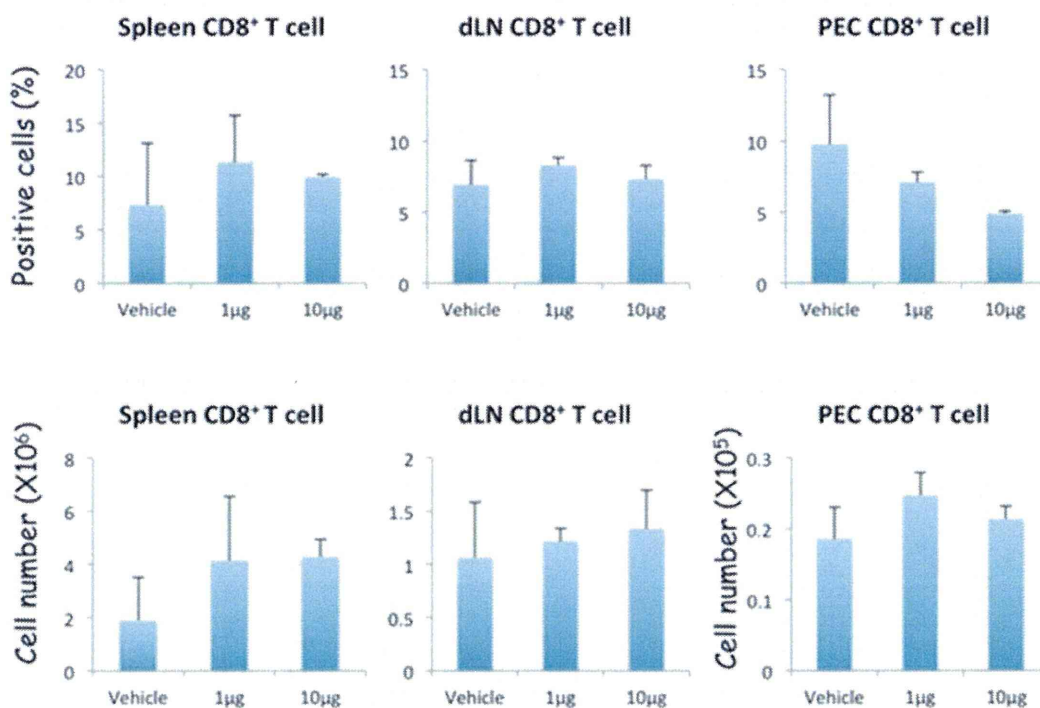 Spleen CD8⁺ T cell dLN CD8⁺ T cell PEC CD8⁺ T cell
Positive cells (%)
20 15 15
15
10 10
10
5 5
5
0 0 0
Vehicle 1µg 10µg Vehicle 1µg 10µg Vehicle 1µg 10µg
Spleen CD8⁺ T cell dLN CD8⁺ T cell PEC CD8⁺ T cell
Cell number (X10⁶)
8 2
6 1.5
4 1
2 0.5
0 0
Cell number (X10⁵)
0.3
0.2
0.1
0
Vehicle 1µg 10µg Vehicle 1µg 10µg Vehicle 1µg 10µg